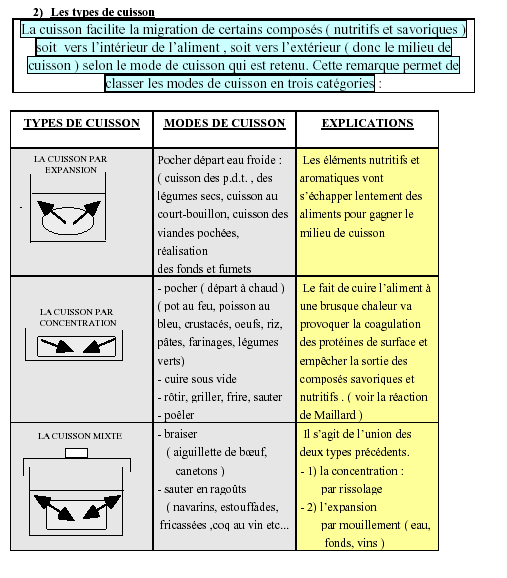 2) Les types de cuisson
La cuisson facilite la migration de certains composés ( nutritifs et savoriques )
soit vers l'intérieur de l'aliment , soit vers l'extérieur ( donc le milieu de
cuisson ) selon le mode de cuisson qui est retenu. Cette remarque permet de
classer les modes de cuisson en trois catégories :
TYPES DE CUISSON
MODES DE CUISSON
EXPLICATIONS
LA CUISSON PAR
EXPANSION
Pocher départ eau froide :
( cuisson des p.d.t. , des
légumes secs, cuisson au
court-bouillon, cuisson des
viandes pochées,
réalisation
des fonds et fumets
Les éléments nutritifs et
aromatiques vont
s'échapper lentement des
aliments pour gagner le
milieu de cuisson
LA CUISSON PAR
CONCENTRATION
- pocher ( départ à chaud )
( pot au feu, poisson au
bleu, crustacés, oeufs, riz,
pâtes, farinages, légumes
verts)
- cuire sous vide
- rôtir, griller, frire, sauter
- poêler
Le fait de cuire l'aliment à
une brusque chaleur va
provoquer la coagulation
des protéines de surface et
empêcher la sortie des
composés savoriques et
nutritifs . ( voir la réaction
de Maillard )
LA CUISSON MIXTE
- braiser
( aiguillette de bœuf,
canetons )
- sauter en ragoûts
( navarins, estouffades,
fricassées ,coq au vin etc...
Il s'agit de l'union des
deux types précédents.
- 1) la concentration :
par rissolage
- 2) l'expansion
par mouillement ( eau,
fonds, vins )